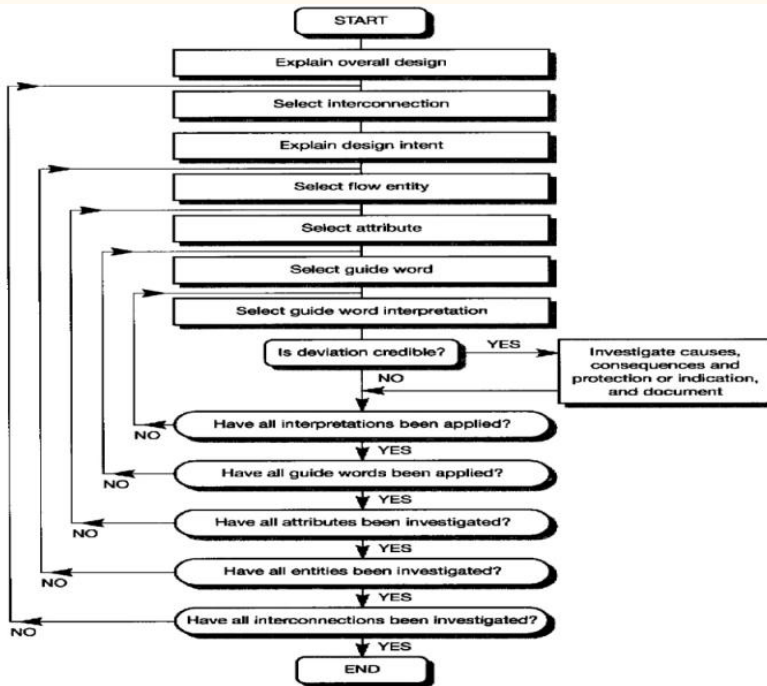 START
Explain overall design
Select interconnection
Explain design intent
Select flow entity
Select attribute
Select guide word
Select guide word interpretation
Is deviation credible?
YES
Investigate causes,
consequences and
protection or indication,
and document
NO
Have all interpretations been applied?
NO
YES
Have all guide words been applied?
NO
YES
Have all attributes been investigated?
NO
YES
Have all entities been investigated?
NO
YES
Have all interconnections been investigated?
NO
YES
END